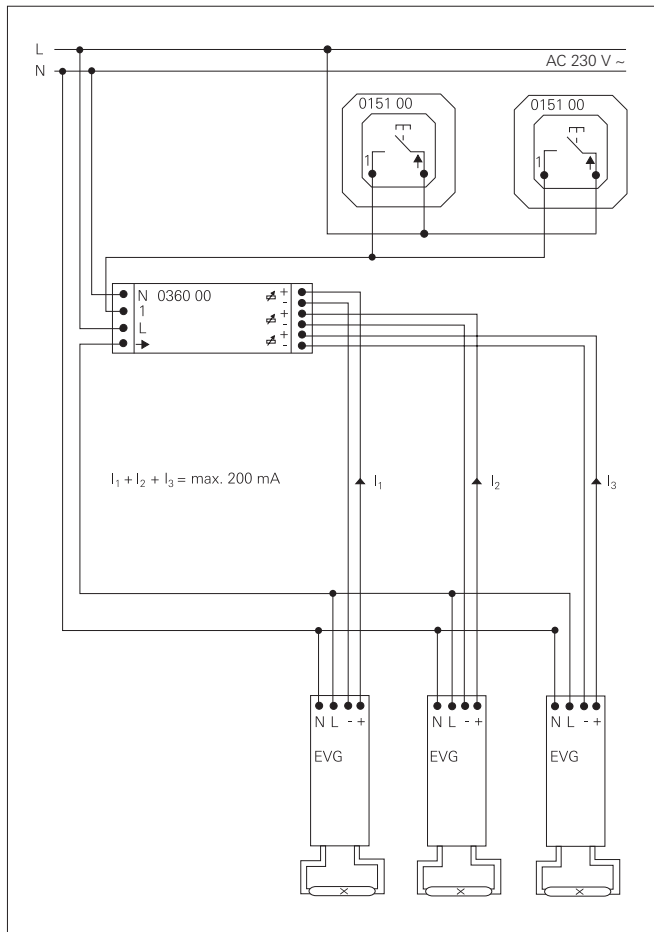 L
N
AC 230 V ~
0151 00
1
0151 00
1
N 0360 00
1
L
+
-
+
-
+
-
I₁ + I₂ + I₃ = max. 200 mA
I₁
I₂
I₃
N L - +
N L - +
N L - +
EVG
EVG
EVG